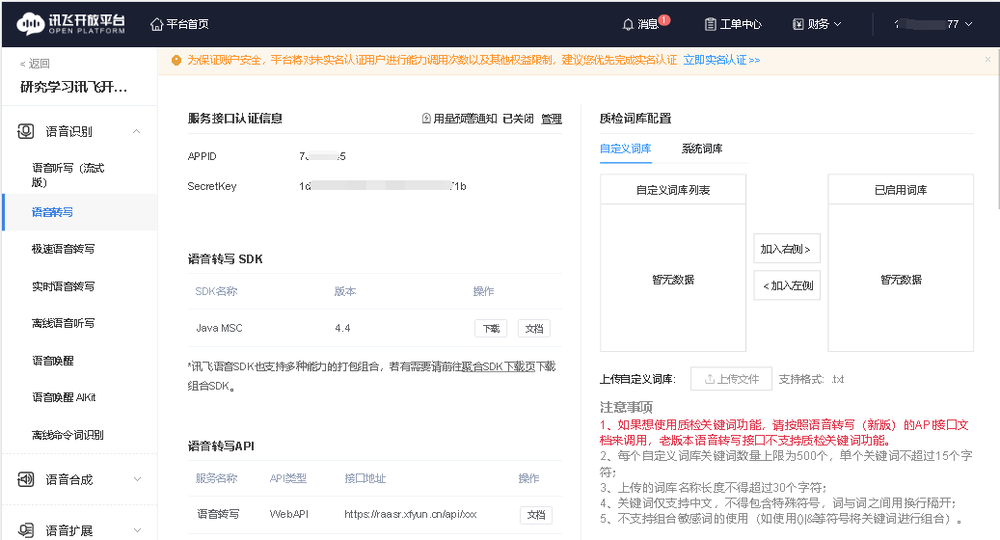 讯飞开放平台
OPEN PLATFORM
平台首页
消息 1
工单中心
财务
77
< 返回
研究学习讯飞开...
为保证账户安全，平台将对未实名认证用户进行能力调用次数以及其他权益限制，建议您优先完成实名认证 立即实名认证 >>
×
语音识别
语音听写（流式
版）
语音转写
极速语音转写
实时语音转写
离线语音听写
语音唤醒
语音唤醒 AIKit
离线命令词识别
语音合成
语音扩展
服务接口认证信息
用量预警通知 已关闭 管理
APPID
SecretKey
语音转写 SDK
SDK名称 版本 操作
Java MSC 4.4 下载 文档
*讯飞语音SDK也支持多种能力的打包组合，若有需要请前往聚合SDK下载页下载
组合SDK。
语音转写API
服务名称 API类型 接口地址 操作
语音转写 WebAPI https://raasr.xfyun.cn/api/xxx 文档
质检词库配置
自定义词库 系统词库
自定义词库列表
暂无数据
加入右侧 >
< 加入左侧
已启用词库
暂无数据
上传自定义词库: 上传文件 支持格式: .txt
注意事项
1、如果想使用质检关键词功能，请按照语音转写（新版）的API接口文
档来调用，老版本语音转写接口不支持质检关键词功能。
2、每个自定义词库关键词数量上限为500个，单个关键词不超过15个字
符；
3、上传的词库名称长度不得超过30个字符；
4、关键词仅支持中文，不得包含特殊符号，词与词之间用换行隔开；
5、不支持组合敏感词的使用（如使用()|&等符号将关键词进行组合）。